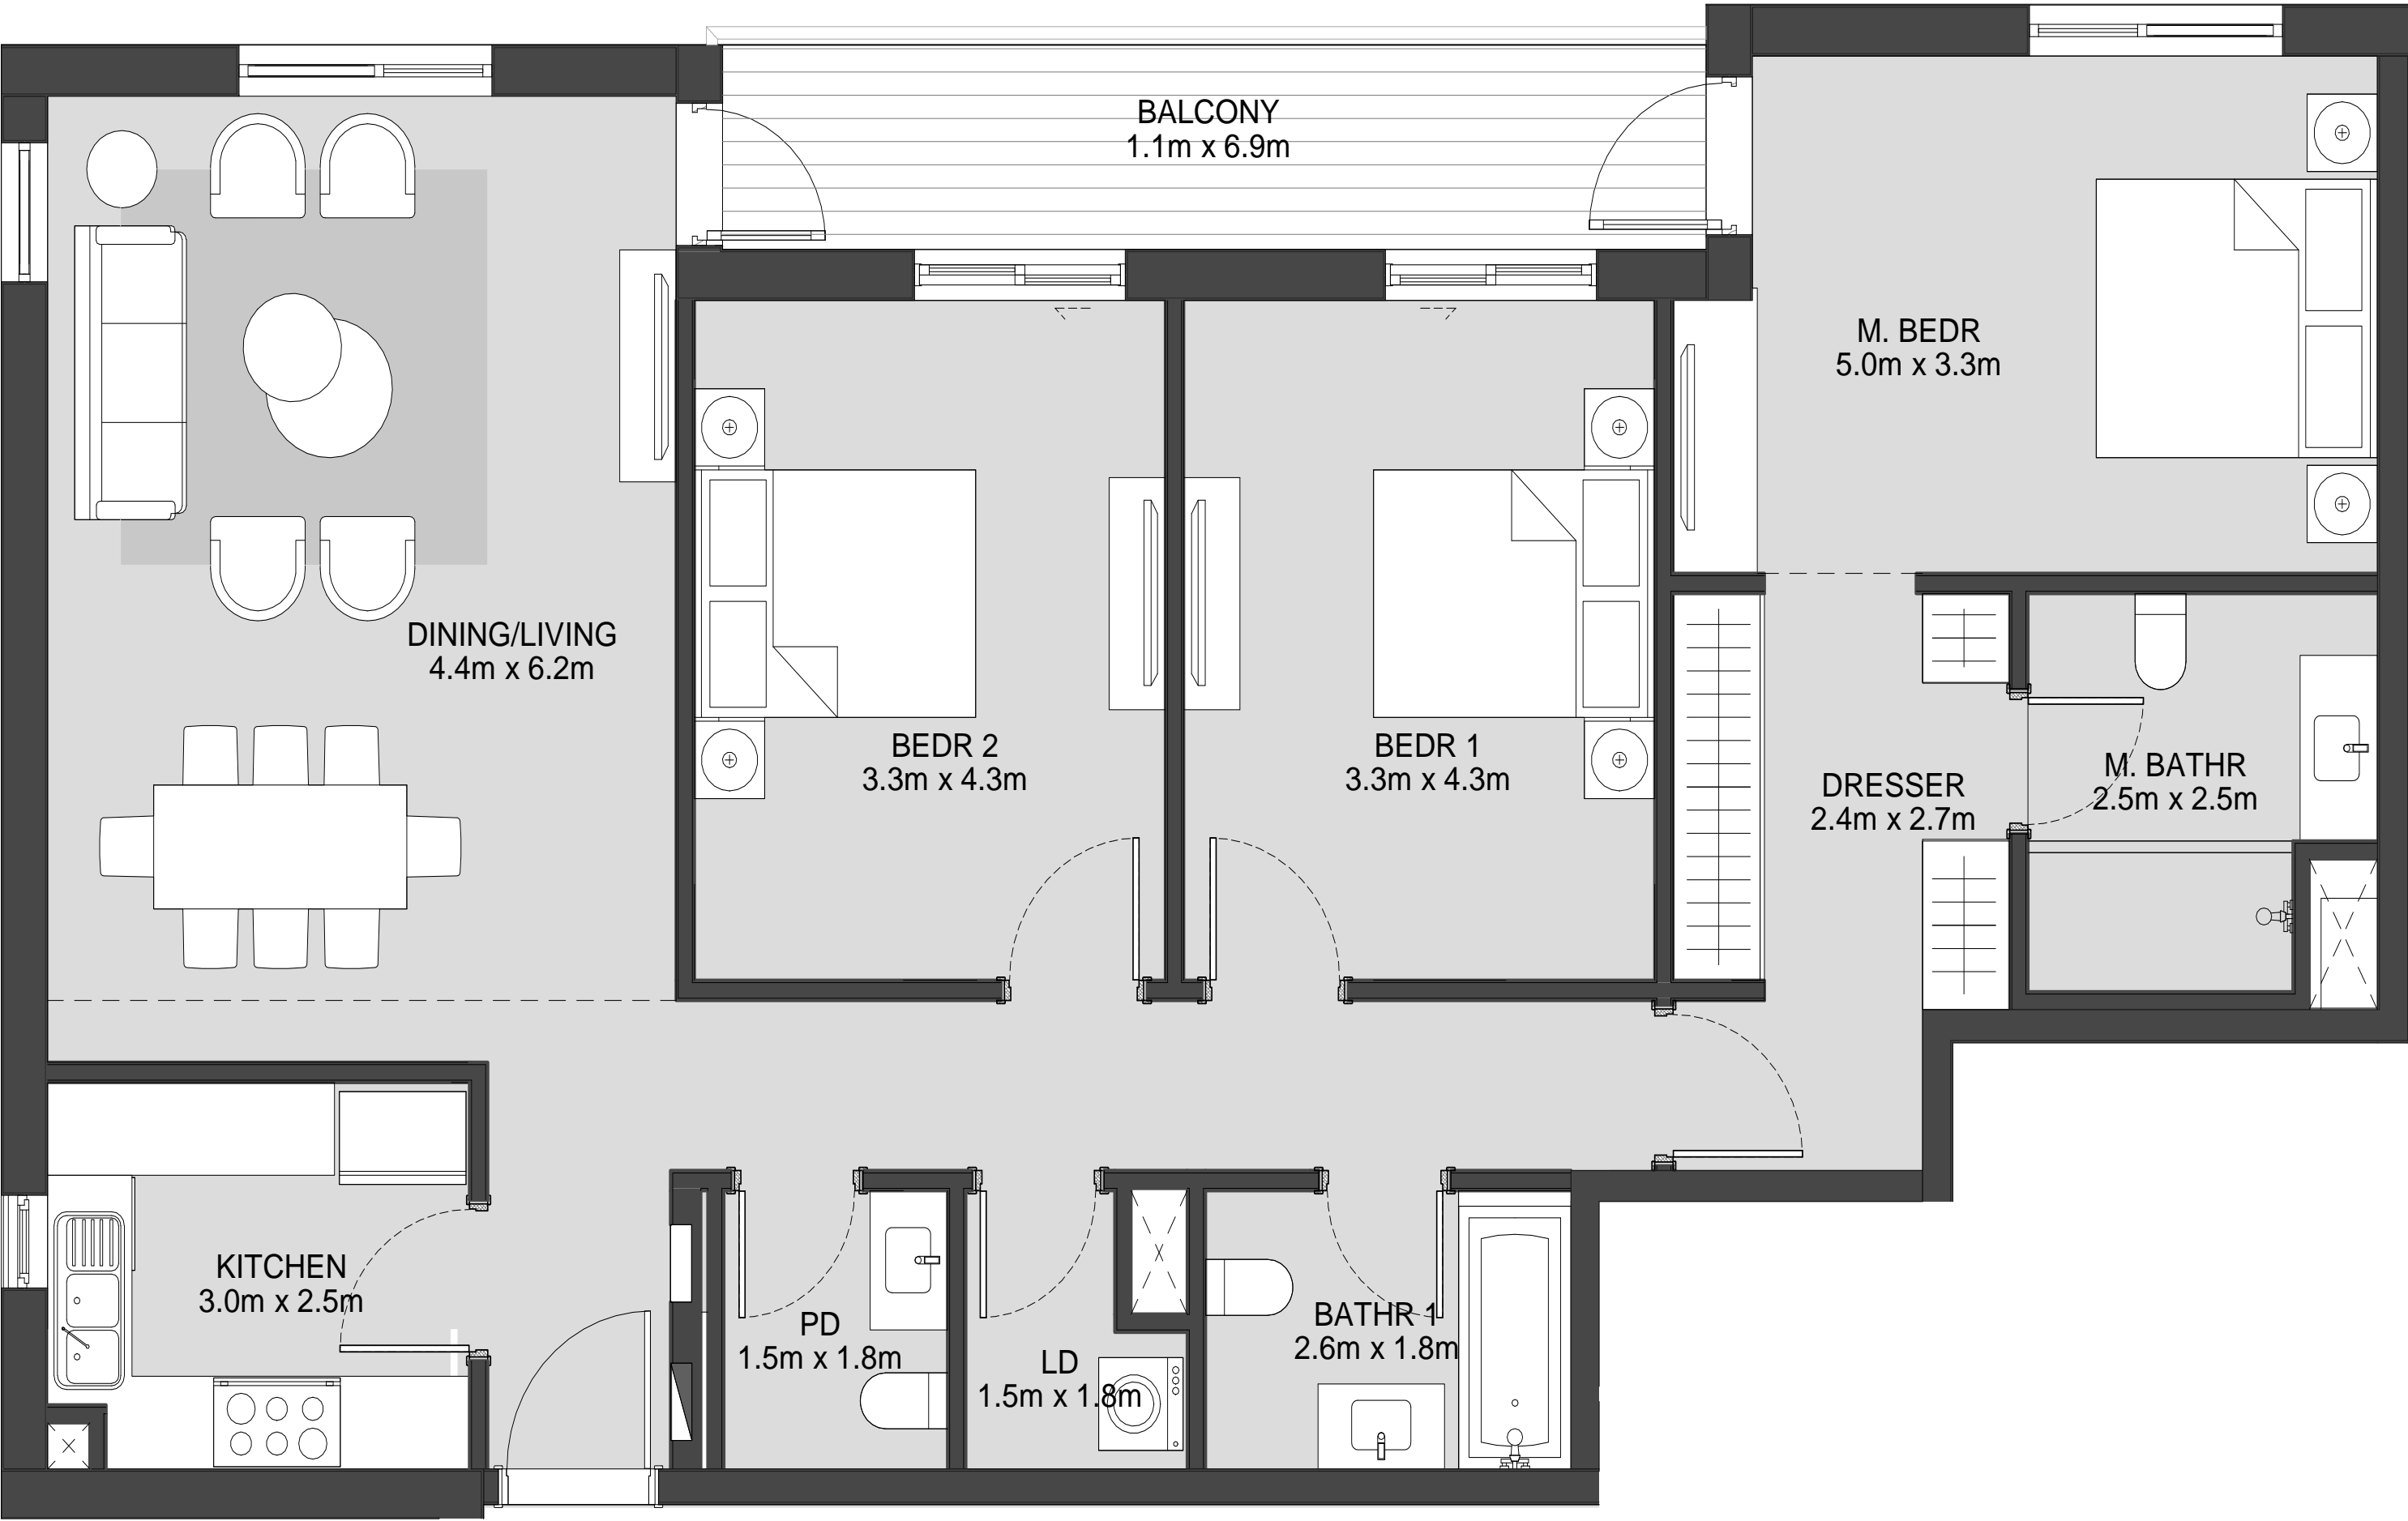 BALCONY
1.1m x 6.9m
M. BEDR
5.0m x 3.3m
DINING/LIVING
4.4m x 6.2m
BEDR 2
3.3m x 4.3m
BEDR 1
3.3m x 4.3m
DRESSER
2.4m x 2.7m
M. BATHR
2.5m x 2.5m
KITCHEN
3.0m x 2.5m
PD
1.5m x 1.8m
LD
1.5m x 1.8m
BATHR 1
2.6m x 1.8m